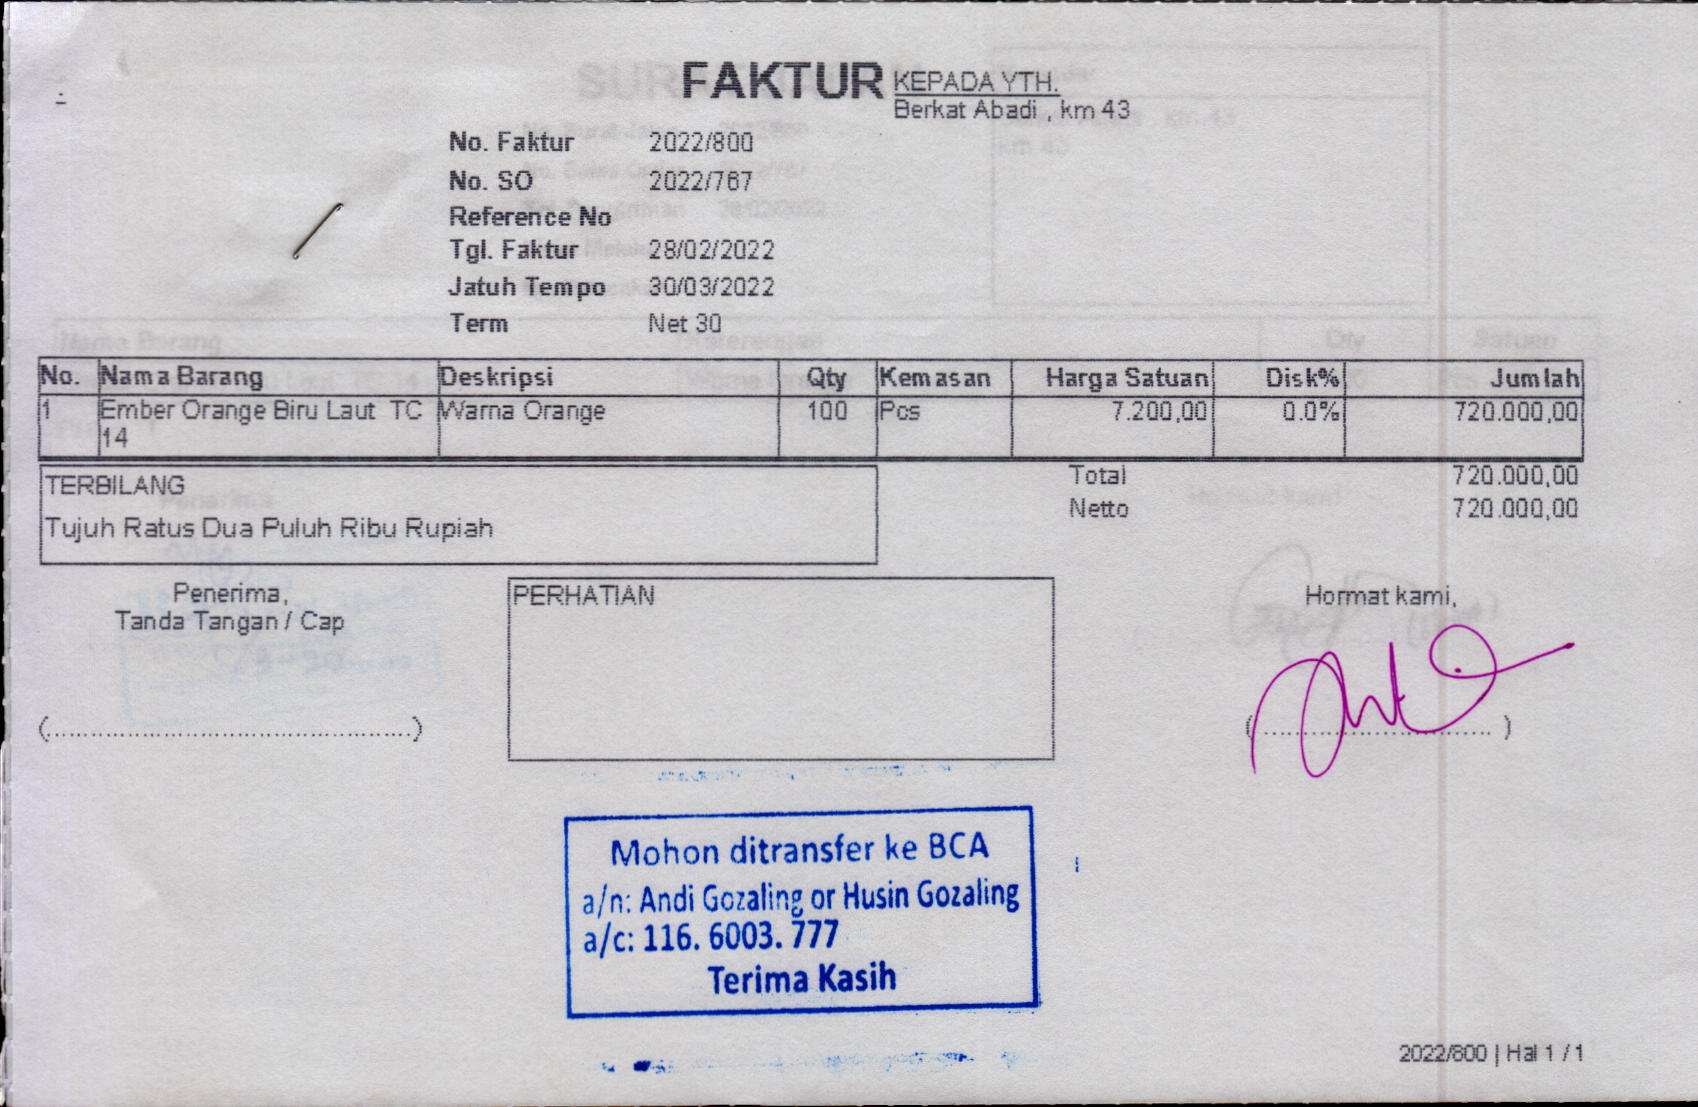 FAKTUR
KEPADA YTH.
Berkat Abadi , km 43
No. Faktur 2022/800
No. SO 2022/767
Reference No
Tgl. Faktur 28/02/2022
Jatuh Tempo 30/03/2022
Term Net 30
No. Nama Barang Deskripsi Qty Kemasan Harga Satuan Disk% Jumlah
1 Ember Orange Biru Laut TC Warna Orange 100 Pcs 7.200,00 0.0% 720.000,00
14
TERBILANG
Tujuh Ratus Dua Puluh Ribu Rupiah
Total 720.000,00
Netto 720.000,00
Penerima,
Tanda Tangan / Cap
PERHATIAN
Hormat kami,
Mohon ditransfer ke BCA
a/n: Andi Gozaling or Husin Gozaling
a/c: 116. 6003. 777
Terima Kasih
2022/800 | Hal 1 / 1